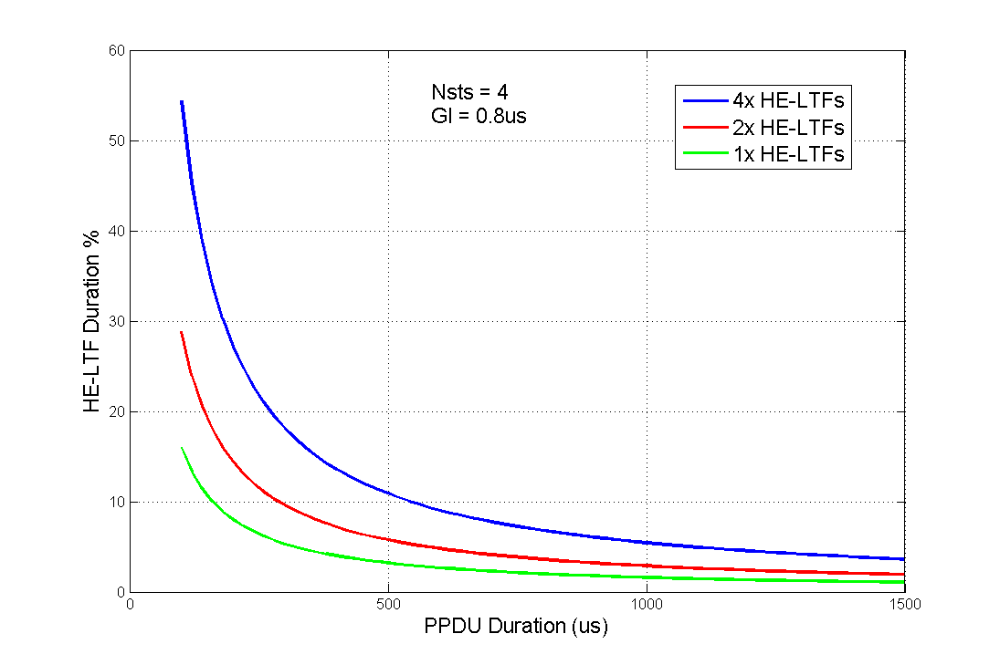 60
50
40
30
20
10
0
HE-LTF Duration %
Nsts = 4
GI = 0.8us
4x HE-LTFs
2x HE-LTFs
1x HE-LTFs
0
500
1000
1500
PPDU Duration (us)